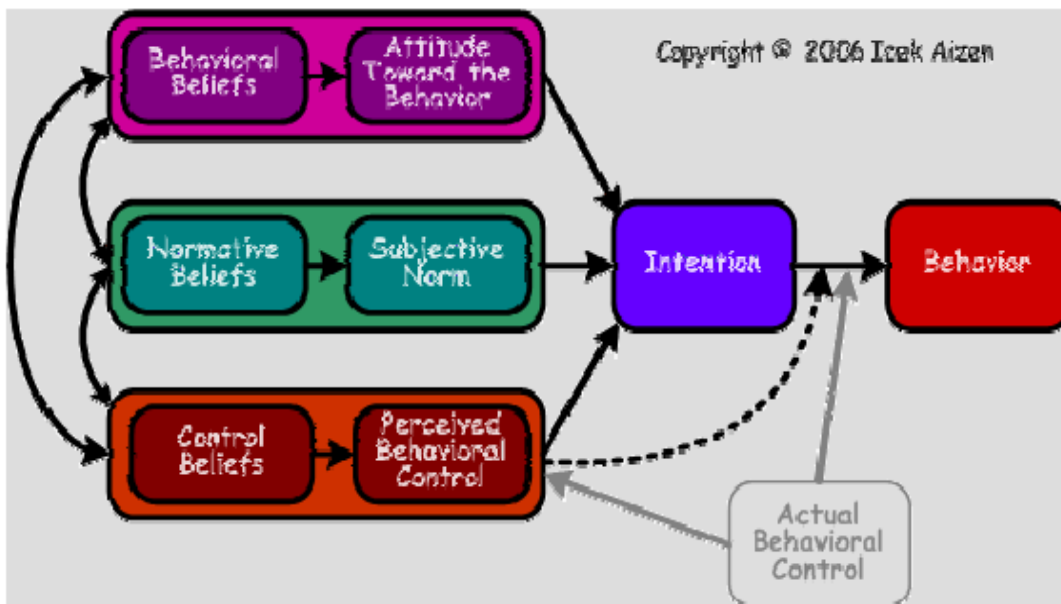 Behavioral
Beliefs
Attitude
Toward the
Behavior
Copyright © 2006 Icek Aizen
Normative
Beliefs
Subjective
Norm
Intention
Behavior
Control
Beliefs
Perceived
Behavioral
Control
Actual
Behavioral
Control